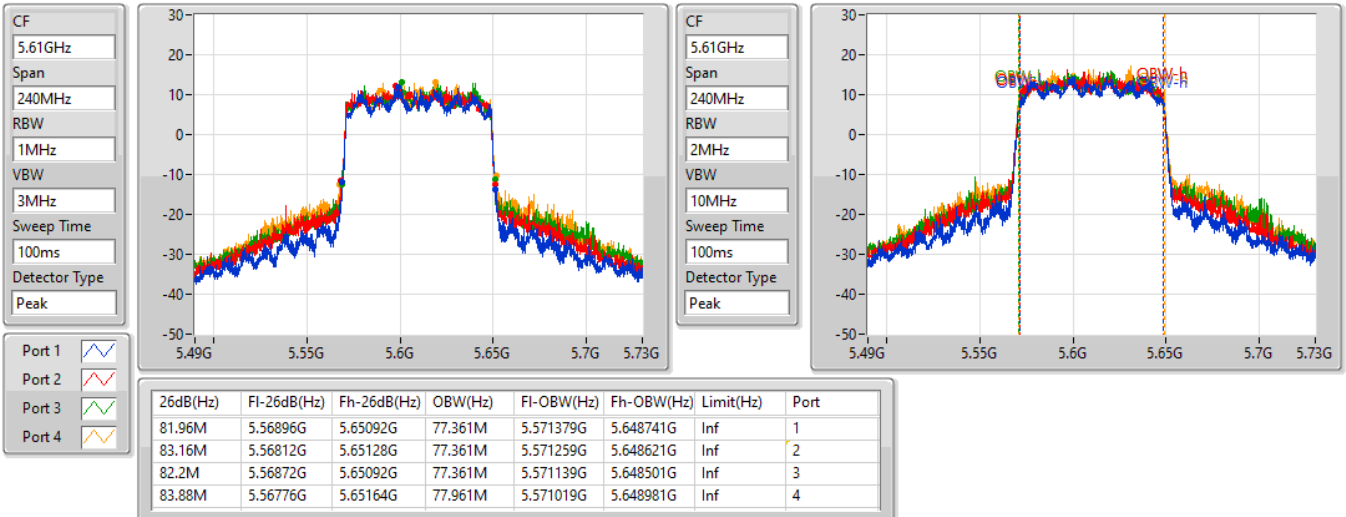 CF
5.61GHz
Span
240MHz
RBW
1MHz
VBW
3MHz
Sweep Time
100ms
Detector Type
Peak
30
20
10
0
-10
-20
-30
-40
-50
5.49G 5.55G 5.6G 5.65G 5.7G 5.73G
CF
5.61GHz
Span
240MHz
RBW
2MHz
VBW
10MHz
Sweep Time
100ms
Detector Type
Peak
30
20
10
0
-10
-20
-30
-40
-50
OBW-h
5.49G 5.55G 5.6G 5.65G 5.7G 5.73G
Port 1
Port 2
Port 3
Port 4
26dB(Hz) Fl-26dB(Hz) Fh-26dB(Hz) OBW(Hz) Fl-OBW(Hz) Fh-OBW(Hz) Limit(Hz) Port
81.96M 5.56896G 5.65092G 77.361M 5.571379G 5.648741G Inf 1
83.16M 5.56812G 5.65128G 77.361M 5.571259G 5.648621G Inf 2
82.2M 5.56872G 5.65092G 77.361M 5.571139G 5.648501G Inf 3
83.88M 5.56776G 5.65164G 77.961M 5.571019G 5.648981G Inf 4